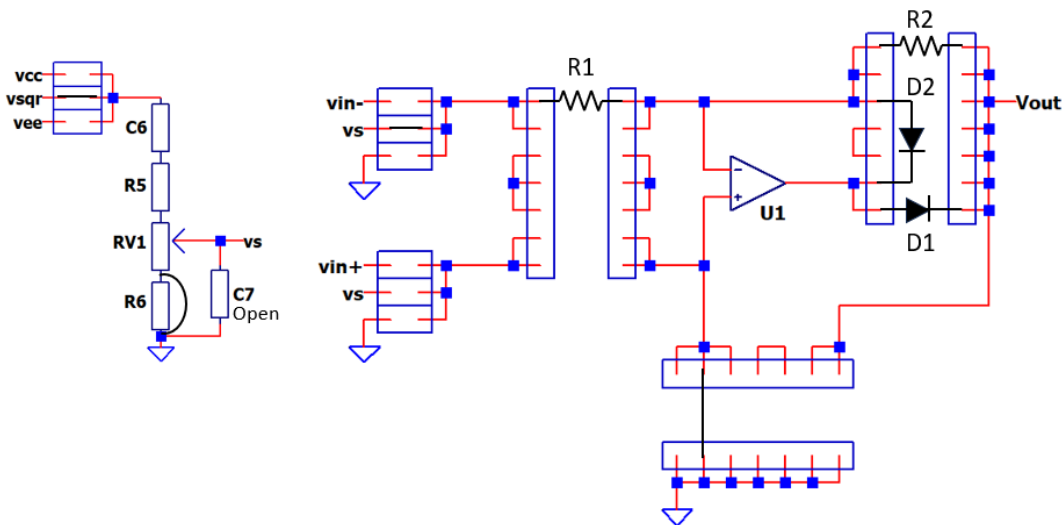 vcc
vsqr
vee
C6
R5
RV1
vs
R6
C7
Open
vin-
vs
R1
vin+
vs
−
+
U1
R2
D2
Vout
D1